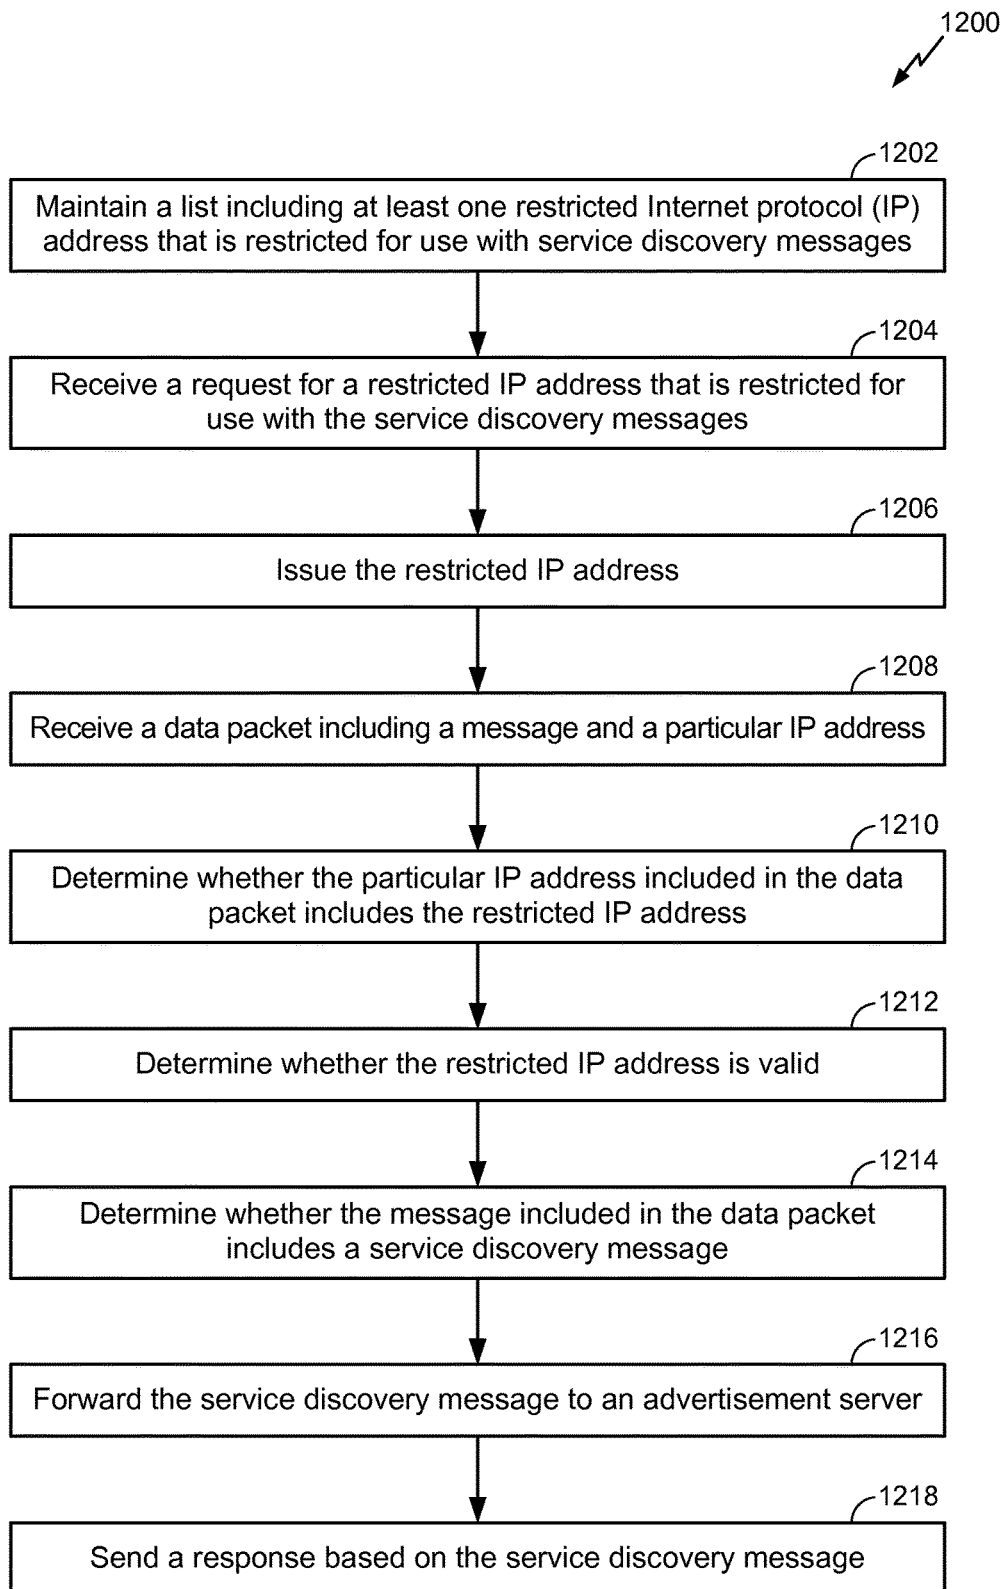 1200
1202
Maintain a list including at least one restricted Internet protocol (IP)
address that is restricted for use with service discovery messages
1204
Receive a request for a restricted IP address that is restricted for
use with the service discovery messages
1206
Issue the restricted IP address
1208
Receive a data packet including a message and a particular IP address
1210
Determine whether the particular IP address included in the data
packet includes the restricted IP address
1212
Determine whether the restricted IP address is valid
1214
Determine whether the message included in the data packet
includes a service discovery message
1216
Forward the service discovery message to an advertisement server
1218
Send a response based on the service discovery message